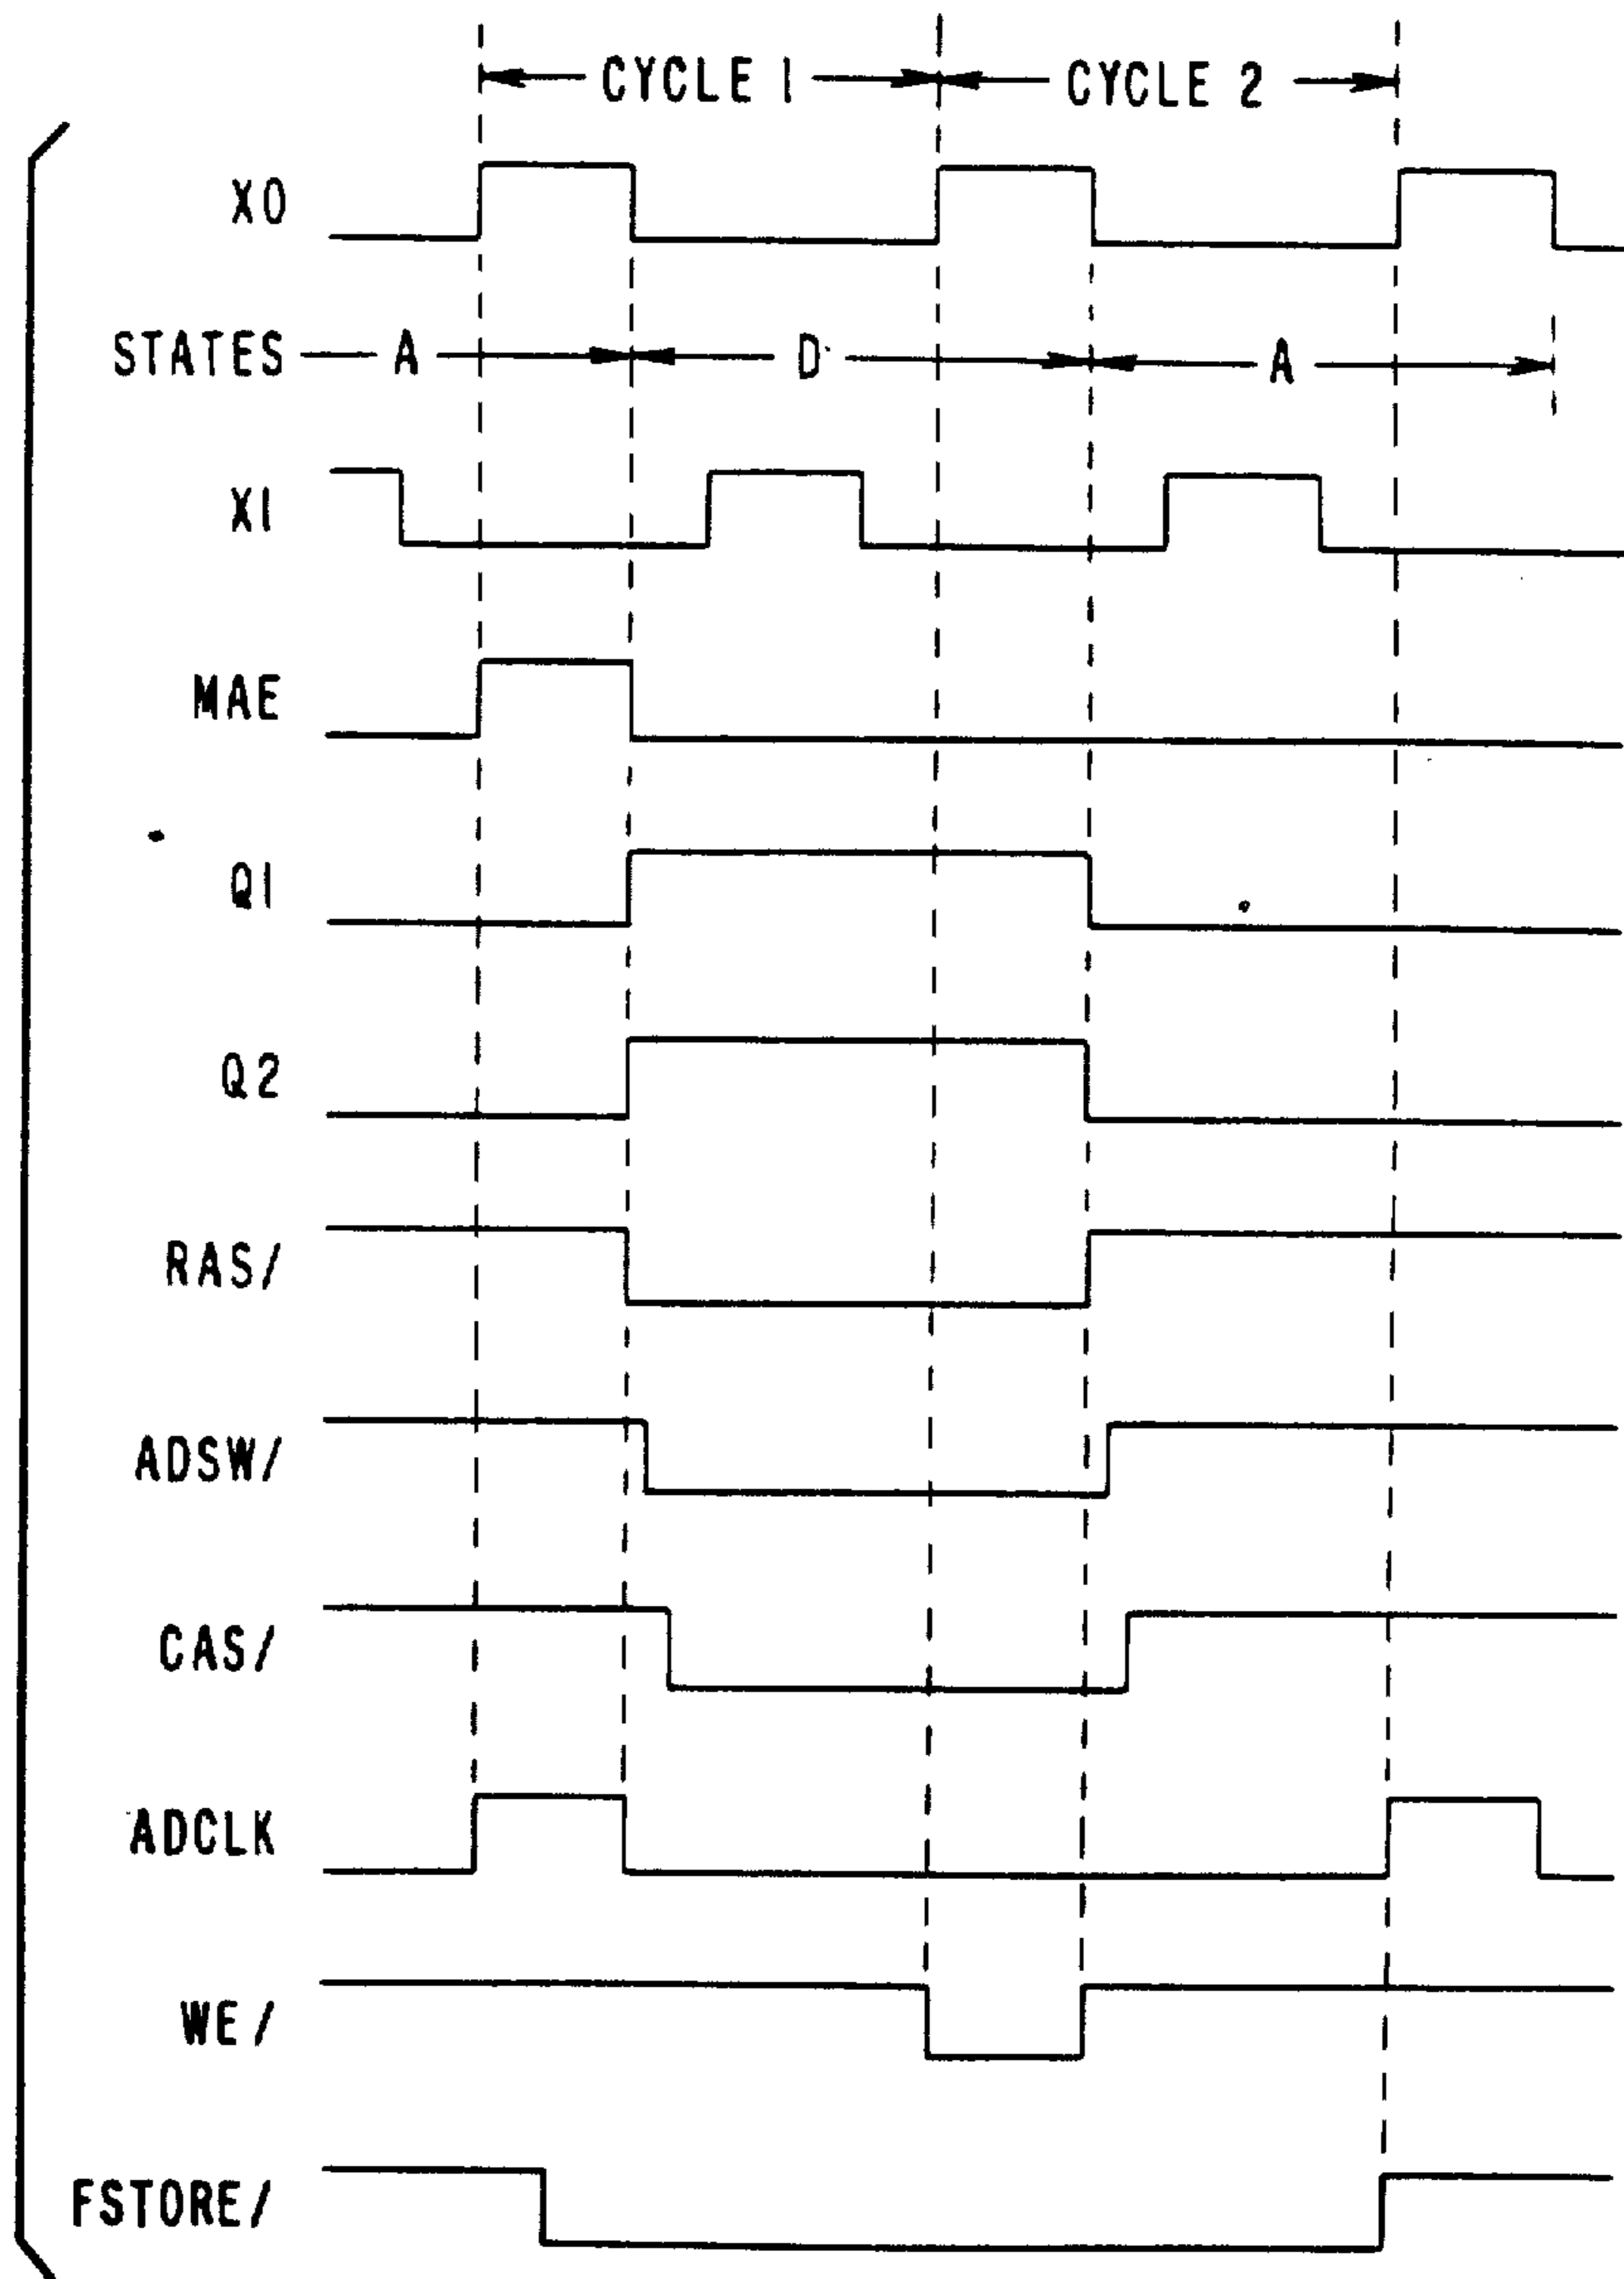 CYCLE 1 CYCLE 2
X0
STATES A D A
X1
MAE
Q1
Q2
RAS/
ADSW/
CAS/
ADCLK
WE/
FSTORE/